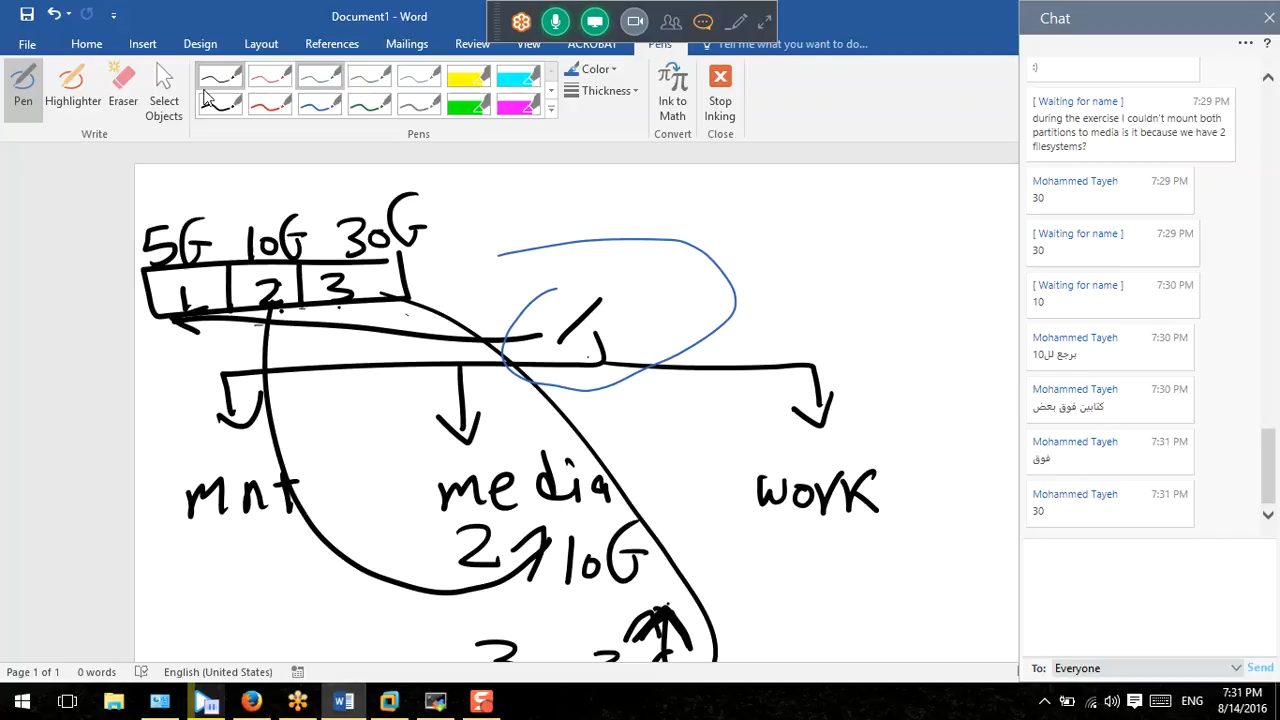 Document1 - Word
File
Home
Insert
Design
Layout
References
Mailings
Review
View
ACROBAT
Pens
Tell me what you want to do...
Pen
Highlighter
Eraser
Select
Objects
Color
Thickness
Ink to
Math
Stop
Inking
Write
Pens
Convert
Close
5G 10G 30G
1 2 3
/
mnt media work
2 10G
3
Page 1 of 1
0 words
English (United States)
Chat
:)
[ Waiting for name ] 7:29 PM
during the exercise I couldn't mount both
partitions to media is it because we have 2
filesystems?
Mohammed Tayeh 7:29 PM
30
[ Waiting for name ] 7:29 PM
30
[ Waiting for name ] 7:30 PM
10
Mohammed Tayeh 7:30 PM
برجع لل10
Mohammed Tayeh 7:30 PM
كتابين فوق بعض
Mohammed Tayeh 7:31 PM
فوق
Mohammed Tayeh 7:31 PM
30
To: Everyone
Send
ENG
7:31 PM
8/14/2016